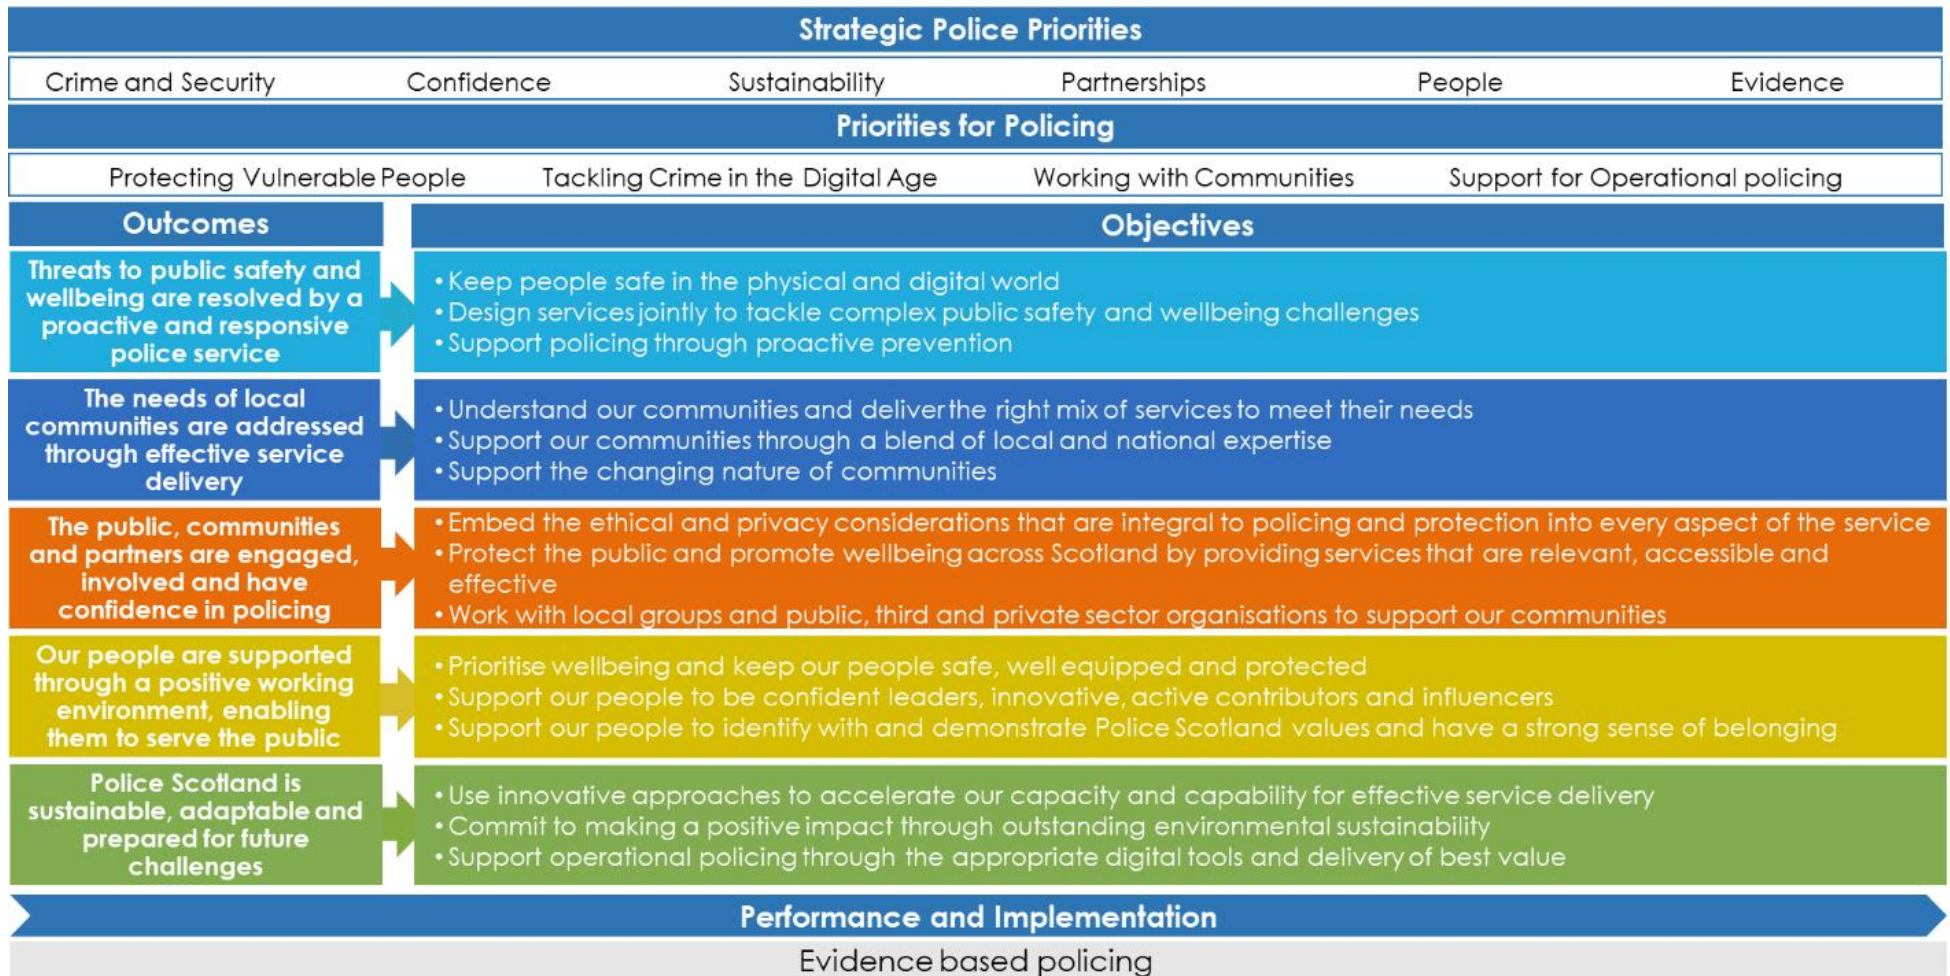 Strategic Police Priorities
Crime and Security Confidence Sustainability Partnerships People Evidence
Priorities for Policing
Protecting Vulnerable People Tackling Crime in the Digital Age Working with Communities Support for Operational policing
Outcomes
Objectives
Threats to public safety and
wellbeing are resolved by a
proactive and responsive
police service
• Keep people safe in the physical and digital world
• Design services jointly to tackle complex public safety and wellbeing challenges
• Support policing through proactive prevention
The needs of local
communities are addressed
through effective service
delivery
• Understand our communities and deliver the right mix of services to meet their needs
• Support our communities through a blend of local and national expertise
• Support the changing nature of communities
The public, communities
and partners are engaged,
involved and have
confidence in policing
• Embed the ethical and privacy considerations that are integral to policing and protection into every aspect of the service
• Protect the public and promote wellbeing across Scotland by providing services that are relevant, accessible and
effective
• Work with local groups and public, third and private sector organisations to support our communities
Our people are supported
through a positive working
environment, enabling
them to serve the public
• Prioritise wellbeing and keep our people safe, well equipped and protected
• Support our people to be confident leaders, innovative, active contributors and influencers
• Support our people to identify with and demonstrate Police Scotland values and have a strong sense of belonging
Police Scotland is
sustainable, adaptable and
prepared for future
challenges
• Use innovative approaches to accelerate our capacity and capability for effective service delivery
• Commit to making a positive impact through outstanding environmental sustainability
• Support operational policing through the appropriate digital tools and delivery of best value
Performance and Implementation
Evidence based policing